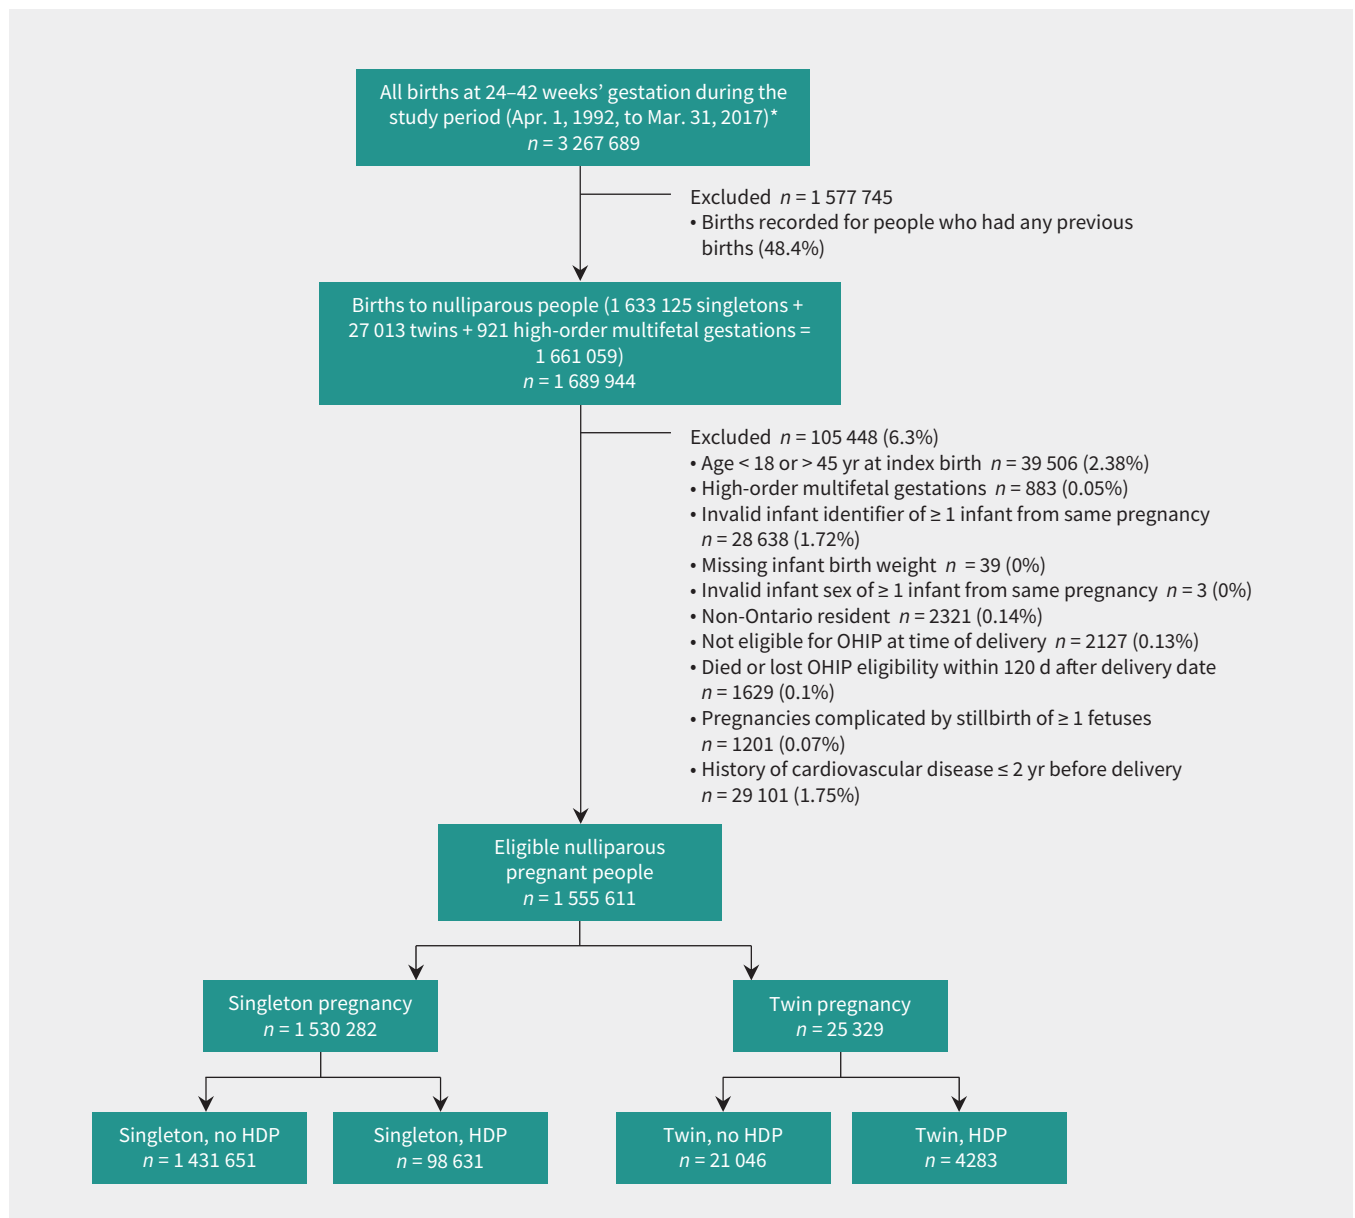 All births at 24–42 weeks’ gestation during the
study period (Apr. 1, 1992, to Mar. 31, 2017)*
n = 3 267 689
Excluded n = 1 577 745
• Births recorded for people who had any previous
births (48.4%)
Births to nulliparous people (1 633 125 singletons +
27 013 twins + 921 high-order multifetal gestations =
1 661 059)
n = 1 689 944
Excluded n = 105 448 (6.3%)
• Age < 18 or > 45 yr at index birth n = 39 506 (2.38%)
• High-order multifetal gestations n = 883 (0.05%)
• Invalid infant identifier of ≥ 1 infant from same pregnancy
n = 28 638 (1.72%)
• Missing infant birth weight n = 39 (0%)
• Invalid infant sex of ≥ 1 infant from same pregnancy n = 3 (0%)
• Non-Ontario resident n = 2321 (0.14%)
• Not eligible for OHIP at time of delivery n = 2127 (0.13%)
• Died or lost OHIP eligibility within 120 d after delivery date
n = 1629 (0.1%)
• Pregnancies complicated by stillbirth of ≥ 1 fetuses
n = 1201 (0.07%)
• History of cardiovascular disease ≤ 2 yr before delivery
n = 29 101 (1.75%)
Eligible nulliparous
pregnant people
n = 1 555 611
Singleton pregnancy
n = 1 530 282
Twin pregnancy
n = 25 329
Singleton, no HDP
n = 1 431 651
Singleton, HDP
n = 98 631
Twin, no HDP
n = 21 046
Twin, HDP
n = 4283